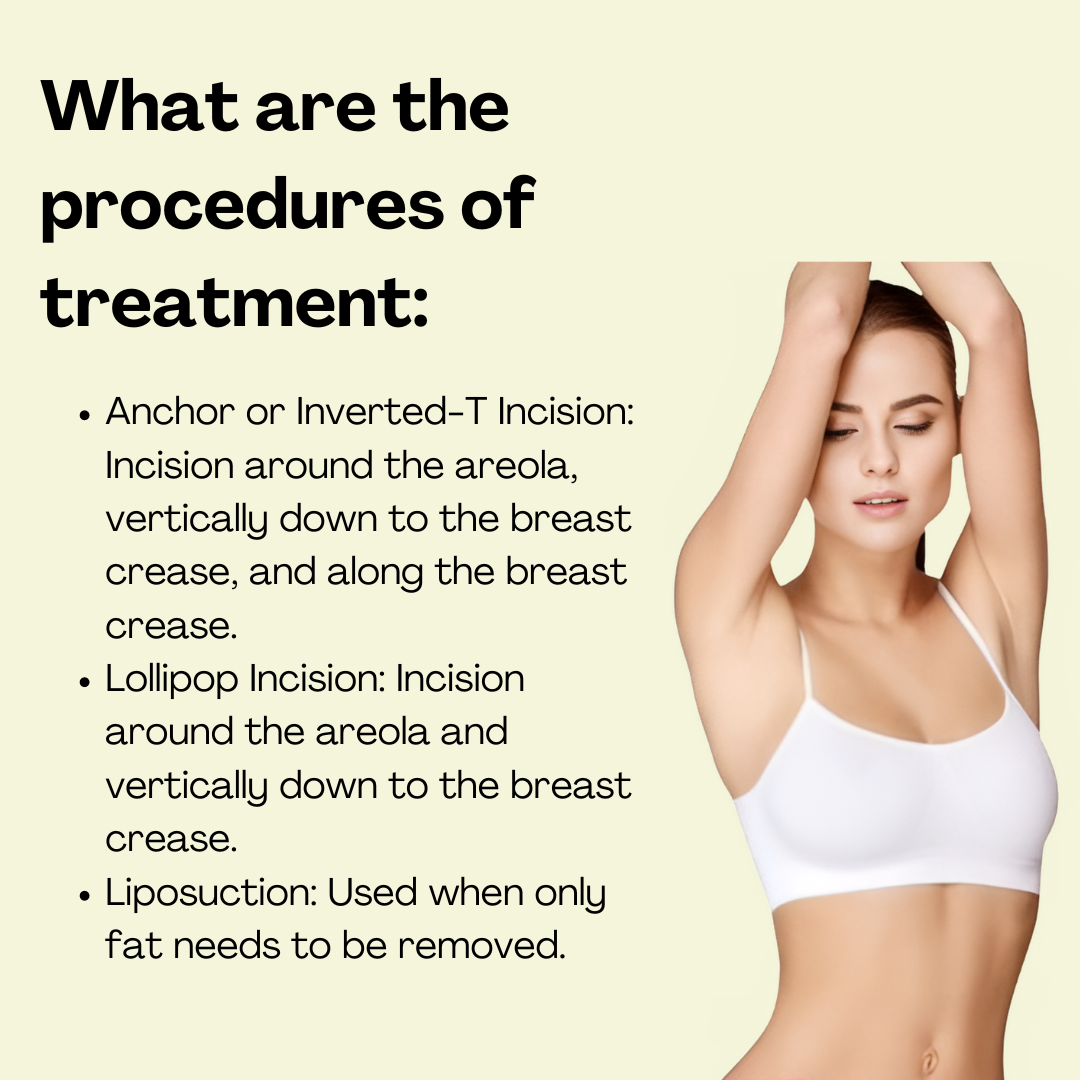 What are the
procedures of
treatment:
• Anchor or Inverted-T Incision:
Incision around the areola,
vertically down to the breast
crease, and along the breast
crease.
• Lollipop Incision: Incision
around the areola and
vertically down to the breast
crease.
• Liposuction: Used when only
fat needs to be removed.